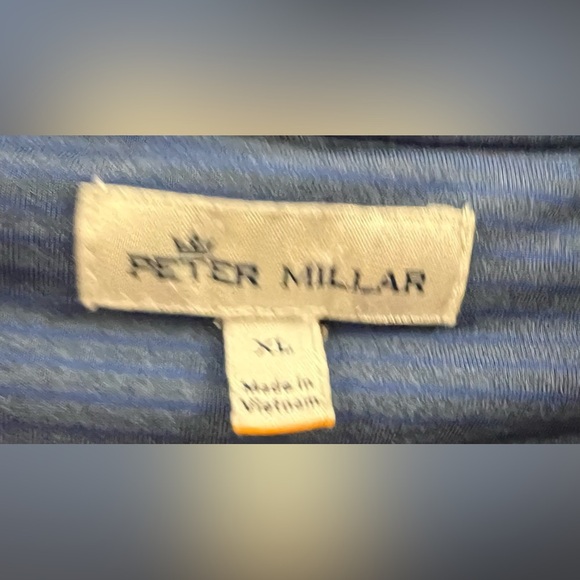 PETER MILLAR
XL
Made in
Vietnam